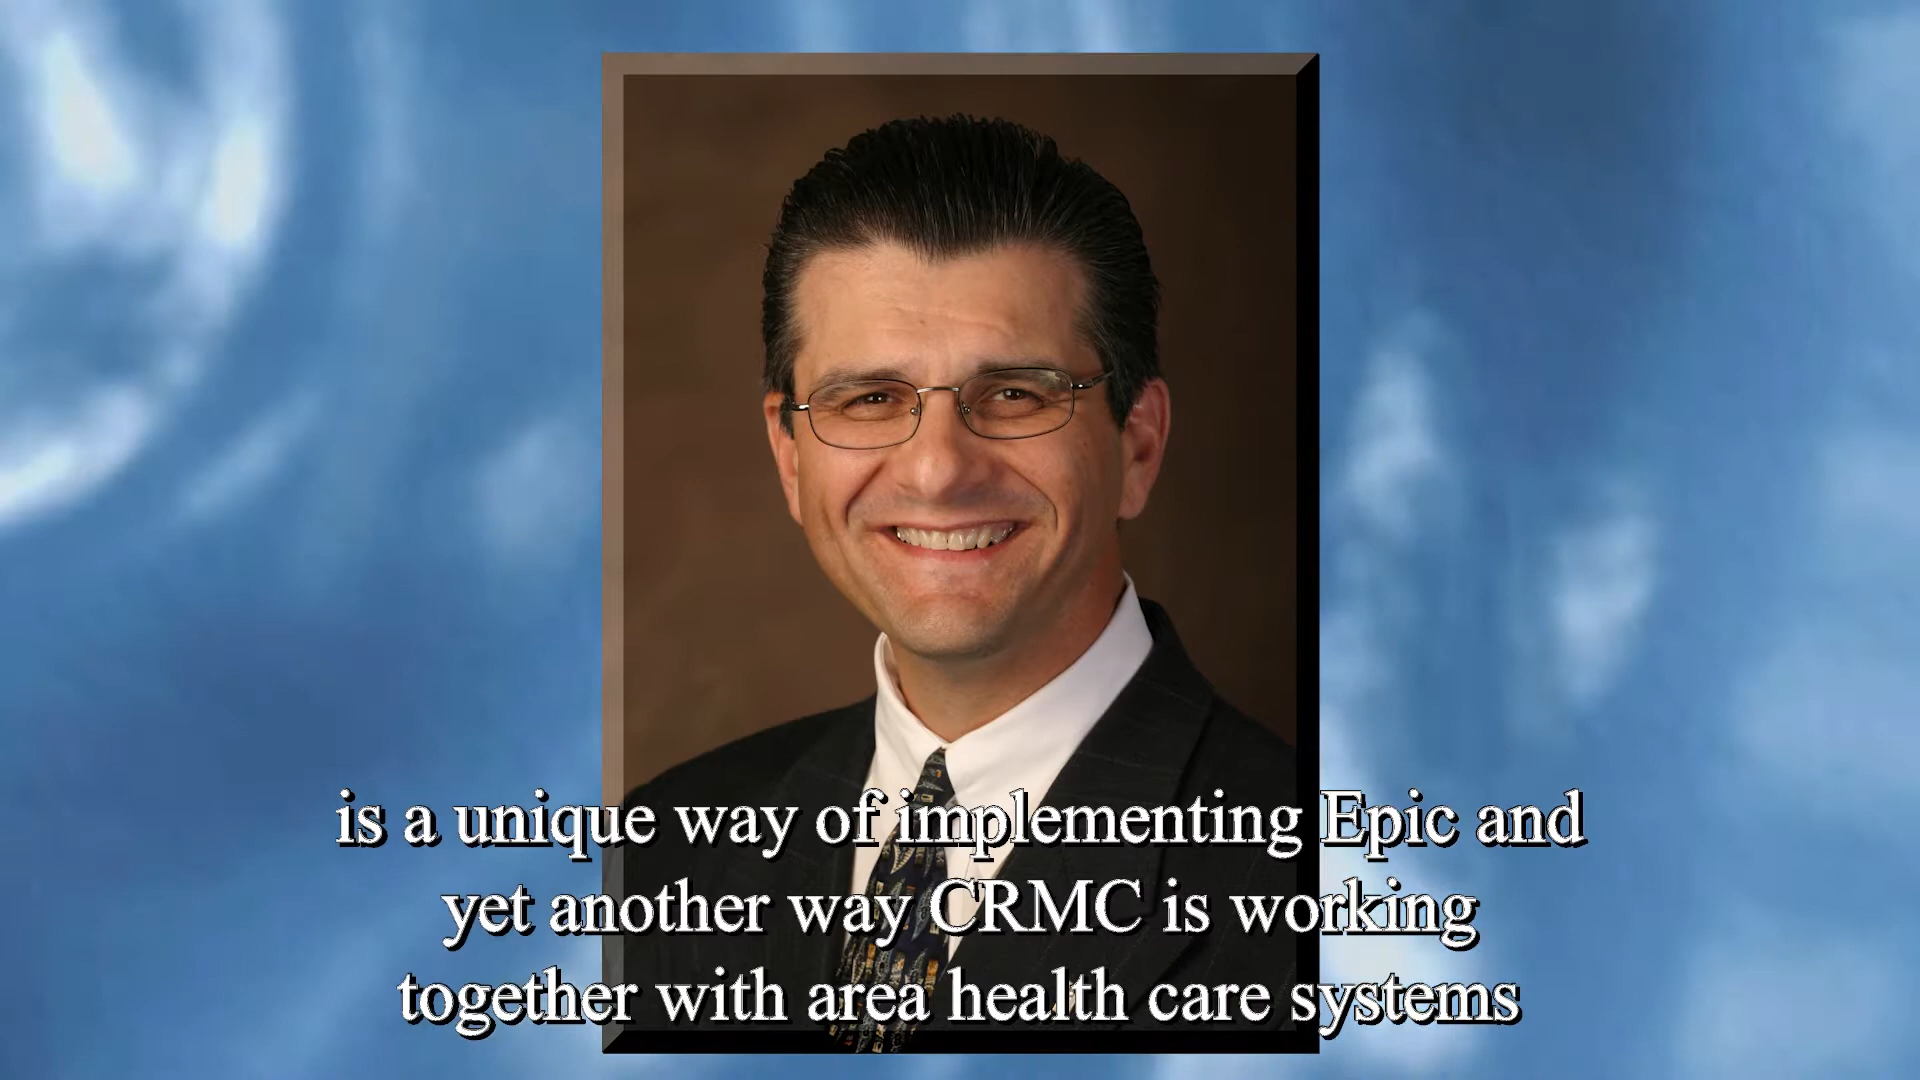 is a unique way of implementing Epic and
yet another way CRMC is working
together with area health care systems